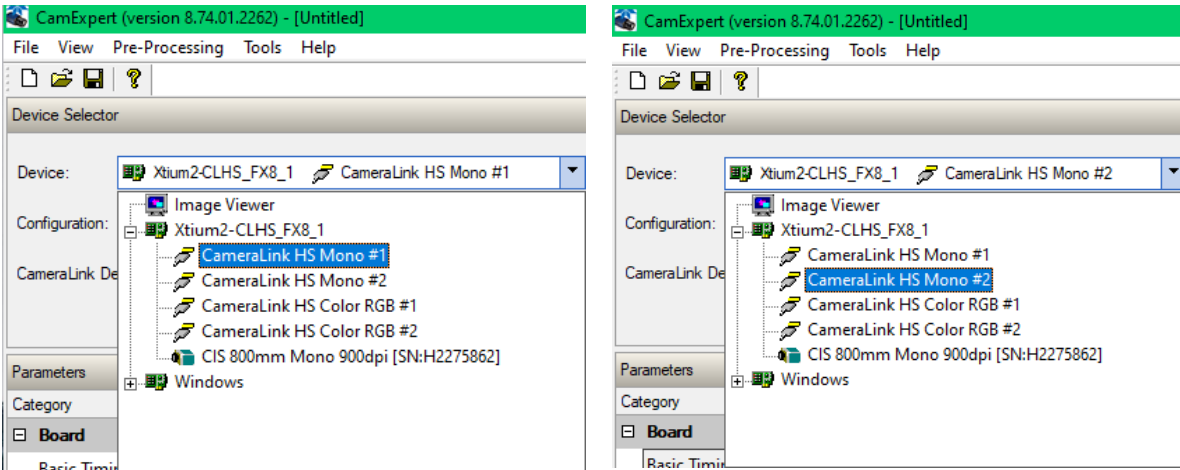 CamExpert (version 8.74.01.2262) - [Untitled]
File View Pre-Processing Tools Help
Device Selector
Device: Xtium2-CLHS_FX8_1 CameraLink HS Mono #1
Configuration:
CameraLink De
Image Viewer
Xtium2-CLHS_FX8_1
CameraLink HS Mono #1
CameraLink HS Mono #2
CameraLink HS Color RGB #1
CameraLink HS Color RGB #2
CIS 800mm Mono 900dpi [SN:H2275862]
Windows
Parameters
Category
Board
Basic Timin
CamExpert (version 8.74.01.2262) - [Untitled]
File View Pre-Processing Tools Help
Device Selector
Device: Xtium2-CLHS_FX8_1 CameraLink HS Mono #2
Configuration:
CameraLink De
Image Viewer
Xtium2-CLHS_FX8_1
CameraLink HS Mono #1
CameraLink HS Mono #2
CameraLink HS Color RGB #1
CameraLink HS Color RGB #2
CIS 800mm Mono 900dpi [SN:H2275862]
Windows
Parameters
Category
Board
Basic Timin